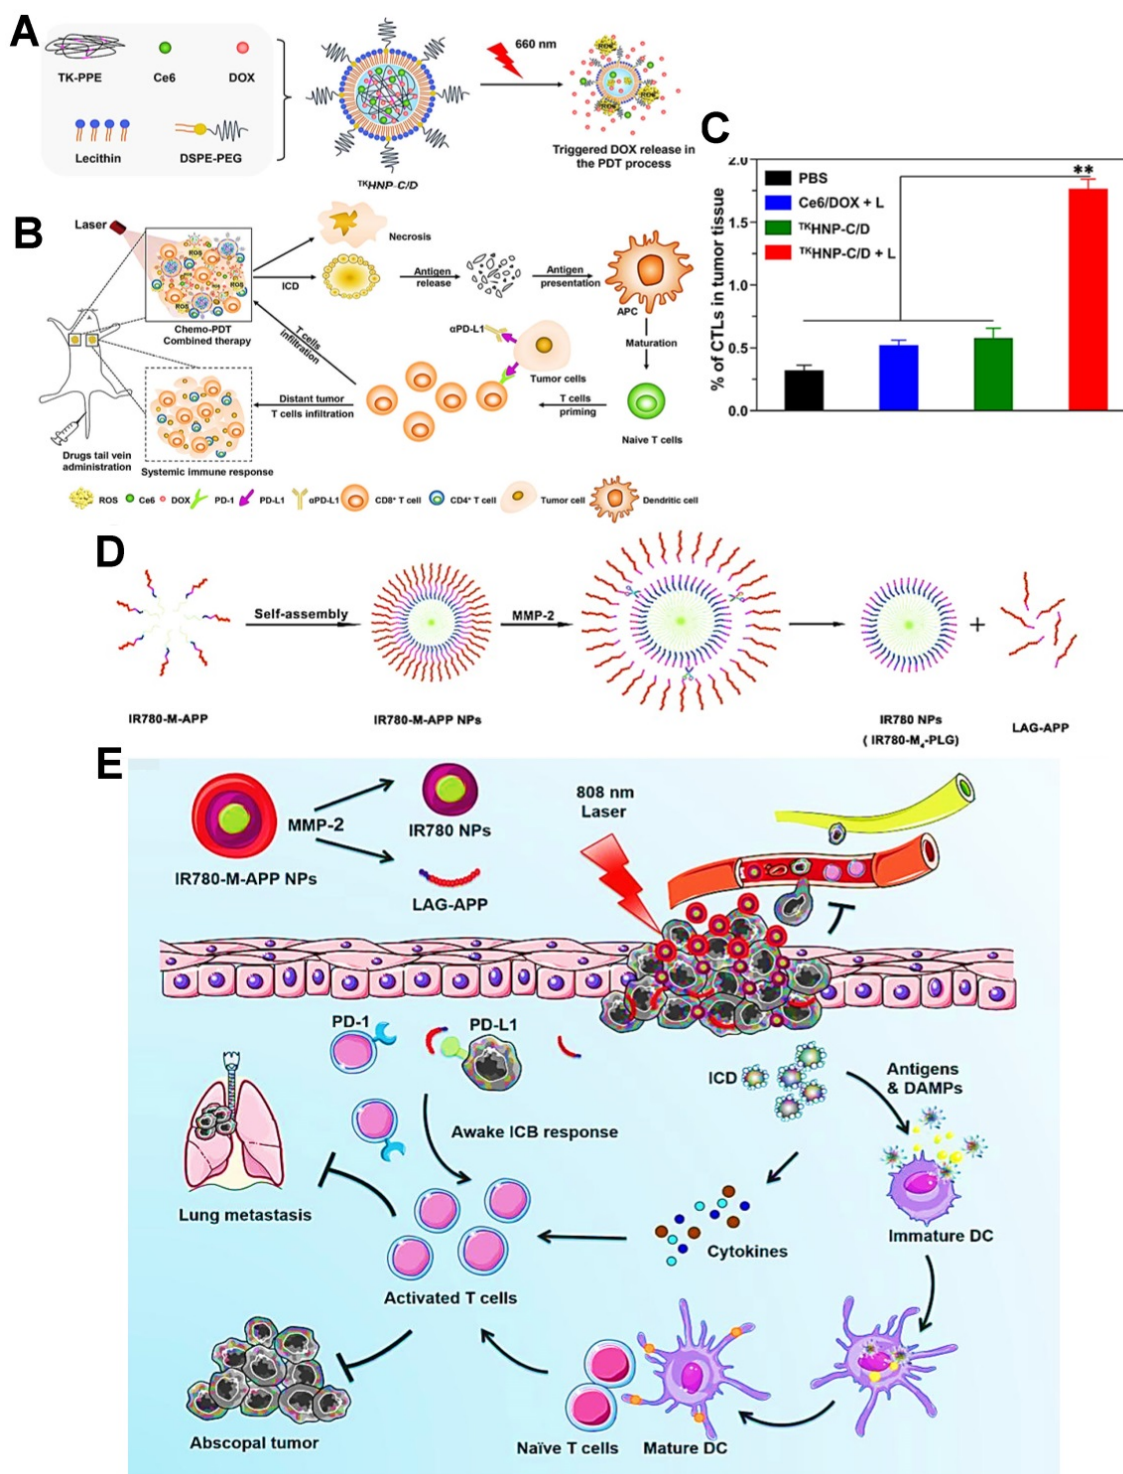 A
TK-PPE
Ce6
DOX
Lecithin
DSPE-PEG
TKHNP-C/D
660 nm
ROS
ROS
ROS
Triggered DOX release in
the PDT process
B
Laser
ROS
ROS
ROS
Chemo-PDT
Combined therapy
Necrosis
ICD
Antigen
release
Antigen
presentation
APC
Maturation
Naive T cells
T cells
priming
αPD-L1
Tumor cells
T cells
infiltration
Distant tumor
T cells infiltration
Drugs tail vein
administration
Systemic immune response
ROS
Ce6
DOX
PD-1
PD-L1
αPD-L1
CD8+ T cell
CD4+ T cell
Tumor cell
Dendritic cell
C
% of CTLs in tumor tissue
2.0
1.5
1.0
0.5
0.0
PBS
Ce6/DOX + L
TKHNP-C/D
TKHNP-C/D + L
**
D
IR780-M-APP
Self-assembly
IR780-M-APP NPs
MMP-2
IR780 NPs
( IR780-M4-PLG)
+
LAG-APP
E
IR780-M-APP NPs
MMP-2
IR780 NPs
LAG-APP
808 nm
Laser
PD-1
PD-L1
ICD
Antigens
& DAMPs
Awake ICB response
Lung metastasis
Activated T cells
Cytokines
Immature DC
Abscopal tumor
Naïve T cells
Mature DC